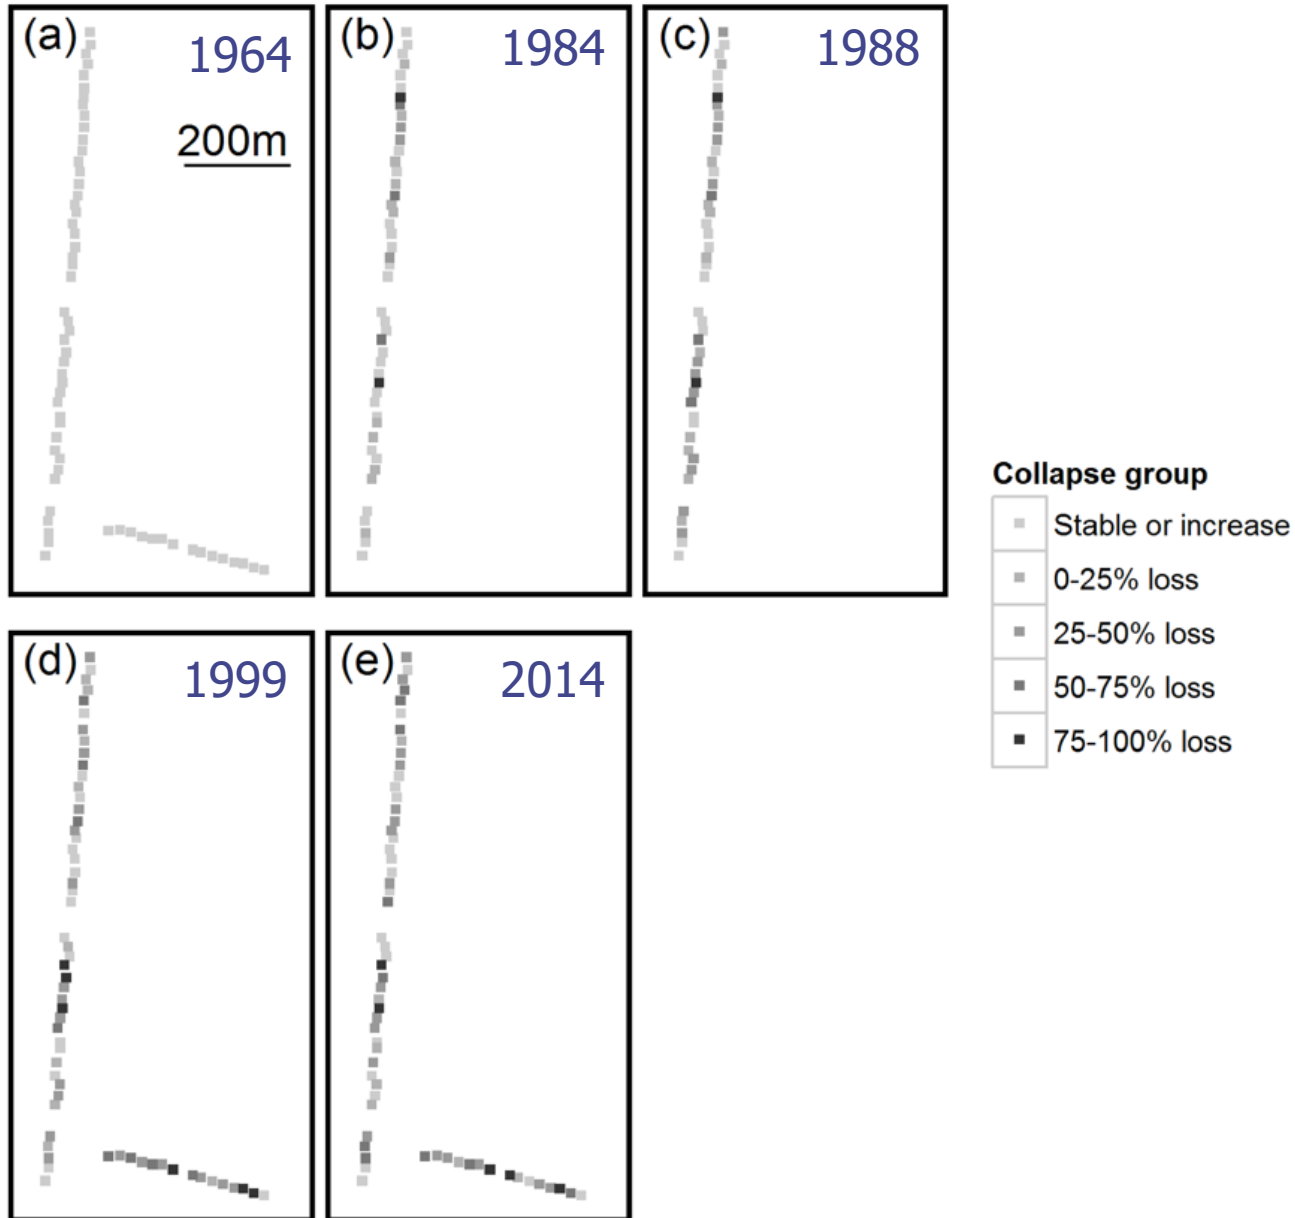 (a) 1964
200m
(b) 1984
(c) 1988
Collapse group
Stable or increase
0-25% loss
25-50% loss
50-75% loss
75-100% loss
(d) 1999
(e) 2014